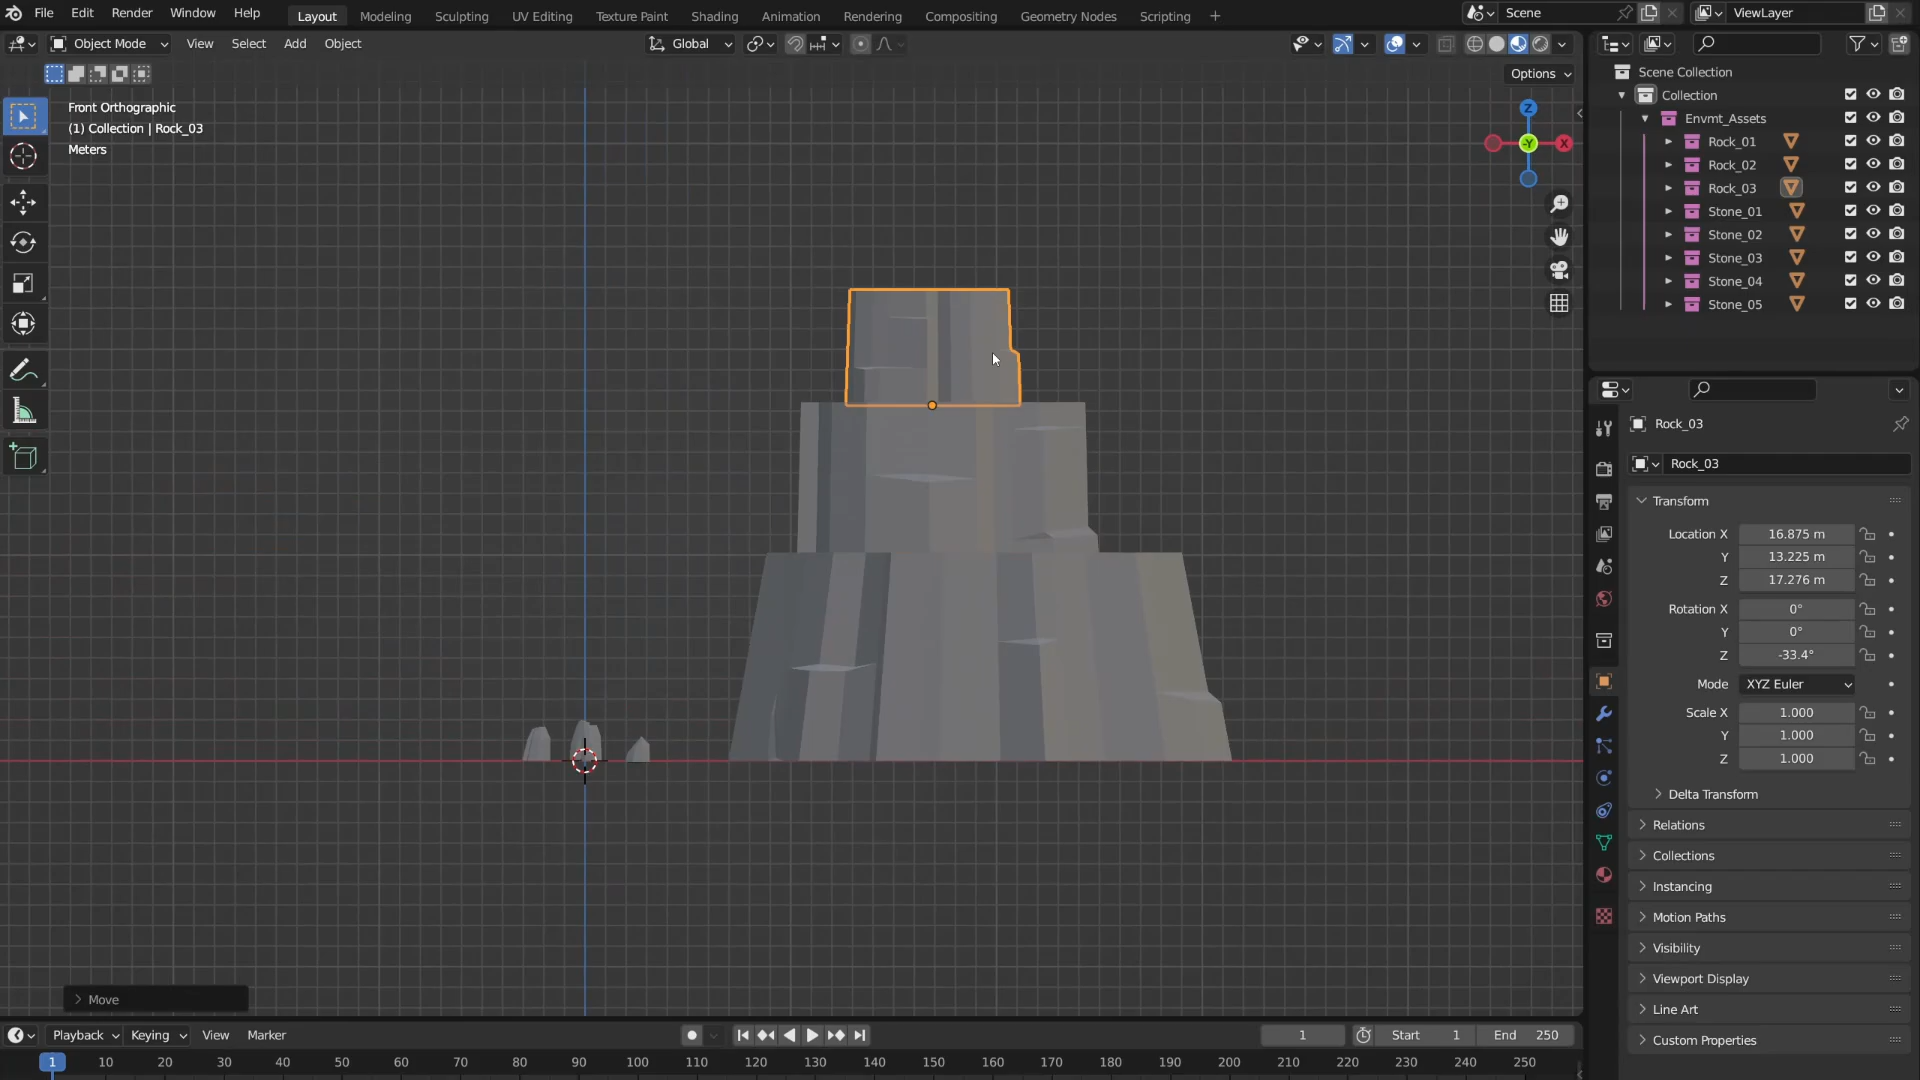 File Edit Render Window Help Layout Modeling Sculpting UV Editing Texture Paint Shading Animation Rendering Compositing Geometry Nodes Scripting + Scene ViewLayer
Object Mode View Select Add Object Global
Options
Front Orthographic
(1) Collection | Rock_03
Meters
Z
-Y
X
Scene Collection
Collection
Envmt_Assets
Rock_01
Rock_02
Rock_03
Stone_01
Stone_02
Stone_03
Stone_04
Stone_05
Rock_03
Rock_03
Transform
Location X 16.875 m
Y 13.225 m
Z 17.276 m
Rotation X 0°
Y 0°
Z -33.4°
Mode XYZ Euler
Scale X 1.000
Y 1.000
Z 1.000
Delta Transform
Relations
Collections
Instancing
Motion Paths
Visibility
Viewport Display
Line Art
Custom Properties
Move
Playback Keying View Marker 1 Start 1 End 250
1 10 20 30 40 50 60 70 80 90 100 110 120 130 140 150 160 170 180 190 200 210 220 230 240 250